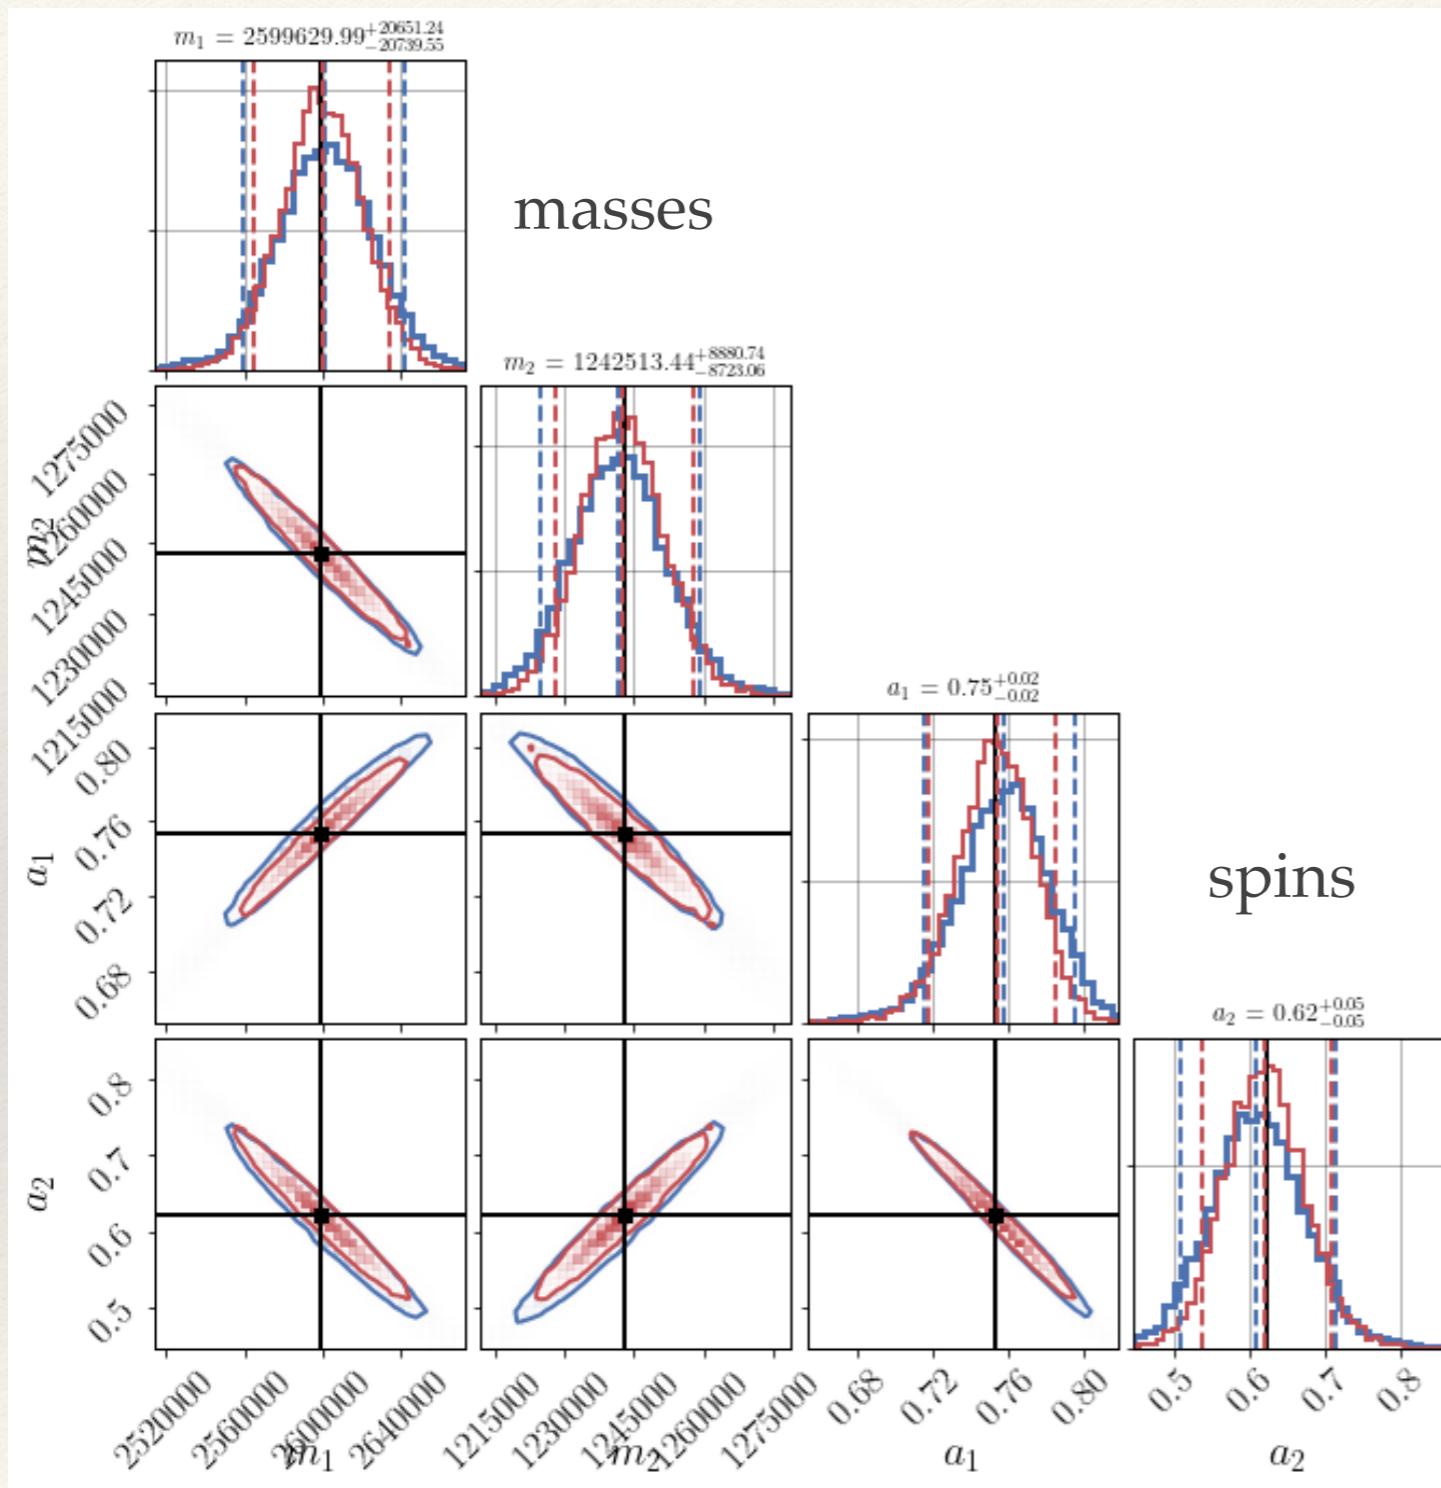 m₁ = 2599629.99^{+20651.24}_{-20739.55}
masses
m₂ = 1242513.44^{+8880.74}_{-8723.06}
m₂
1275000
1260000
1245000
1230000
1215000
a₁ = 0.75^{+0.02}_{-0.02}
spins
a₁
0.80
0.76
0.72
0.68
a₂ = 0.62^{+0.05}_{-0.05}
a₂
0.8
0.7
0.6
0.5
2520000 2560000 2600000 2640000
1215000 1230000 1245000 1260000 1275000
0.68 0.72 0.76 0.80
0.5 0.6 0.7 0.8
m₁ m₂ a₁ a₂